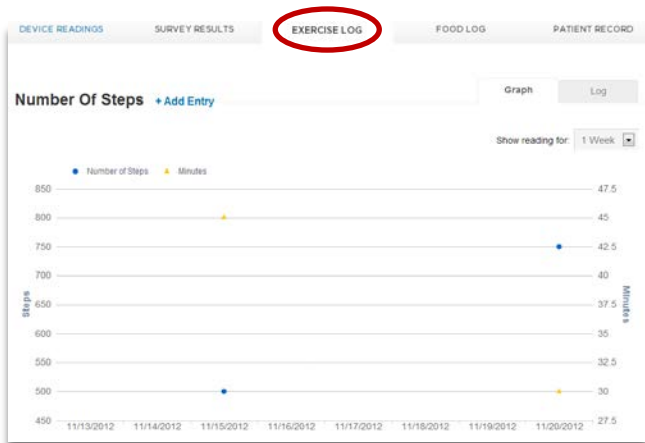 DEVICE READINGS SURVEY RESULTS EXERCISE LOG FOOD LOG PATIENT RECORD
Number Of Steps + Add Entry Graph Log
Show reading for: 1 Week
Number of Steps Minutes
850 47.5
800 45
750 42.5
700 40
Steps 650 37.5 Minutes
600 35
550 32.5
500 30
450 27.5
11/13/2012 11/14/2012 11/15/2012 11/16/2012 11/17/2012 11/18/2012 11/19/2012 11/20/2012